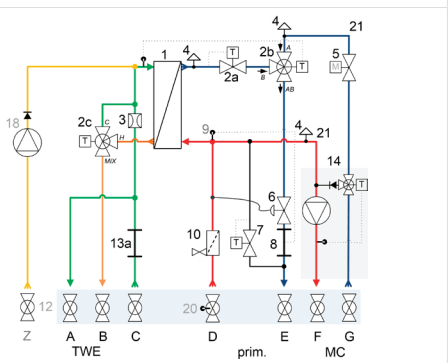 4 21
1 4 2b A 5
T T M
2a B
AB
18 2c C 3 9 4 21
T H 14
MIX T
6
10 7
13a T 8
12 20
Z A B C D E F G
TWE prim. MC